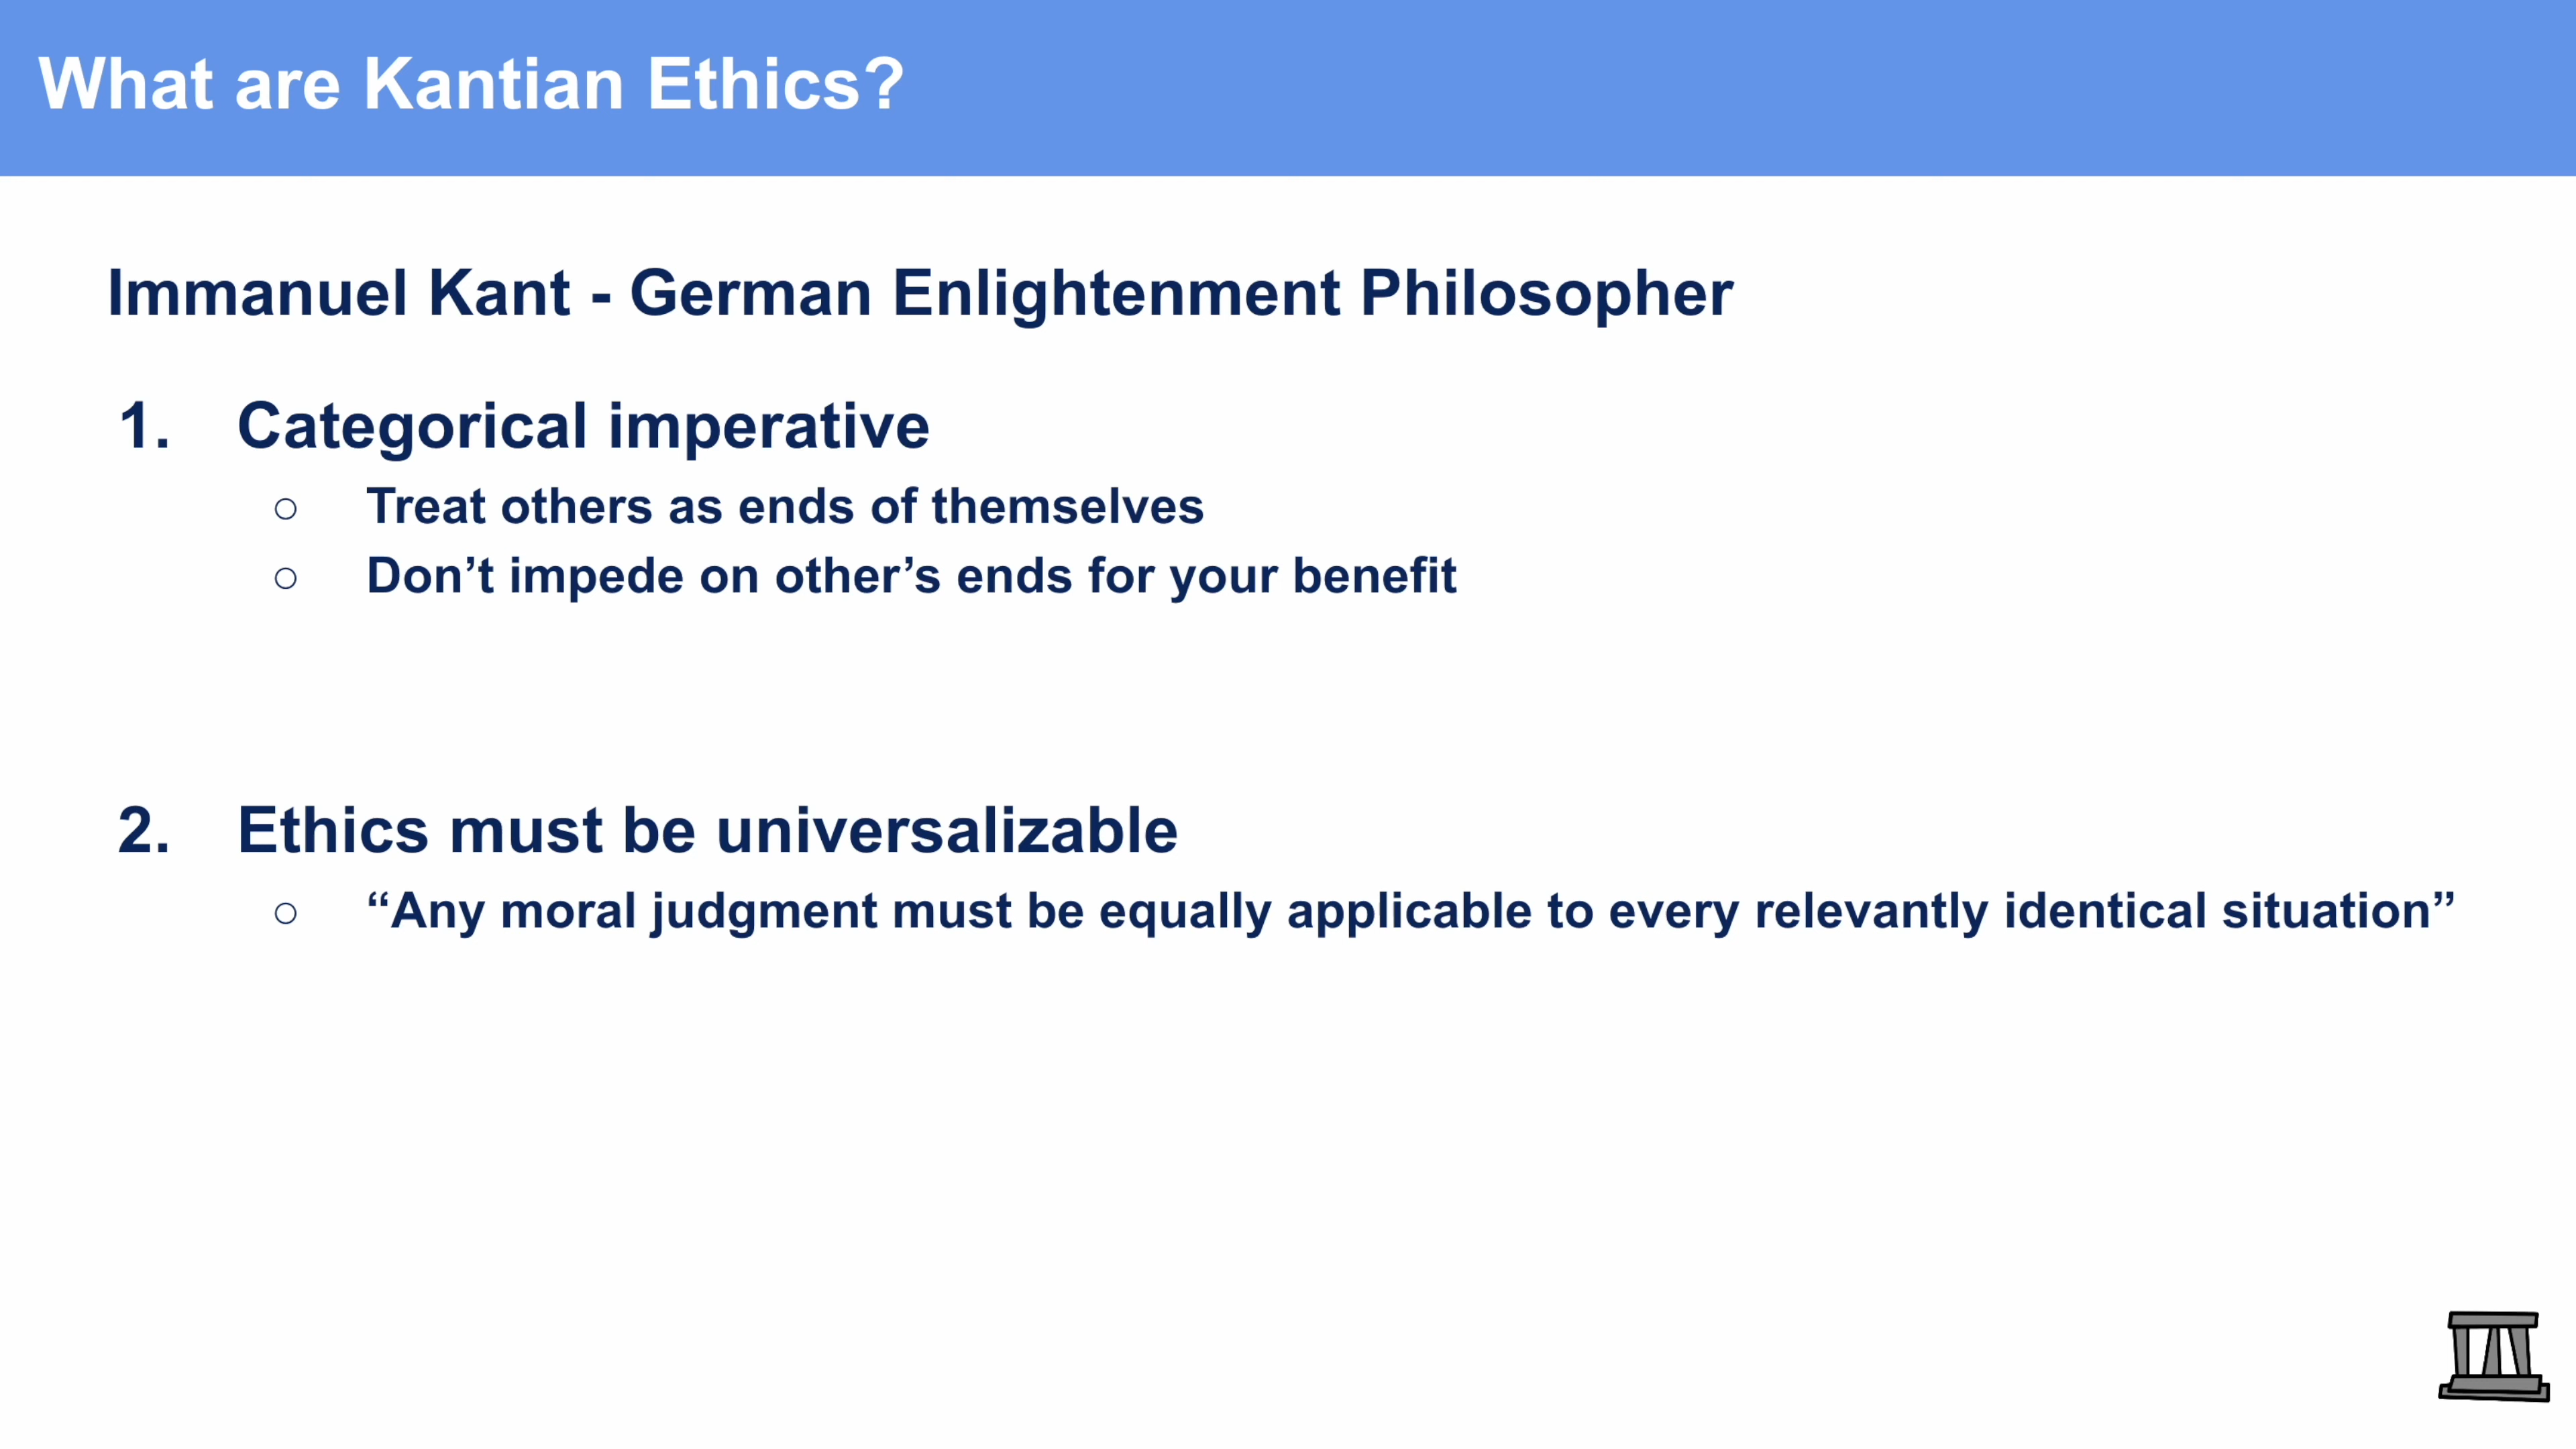 What are Kantian Ethics?
Immanuel Kant - German Enlightenment Philosopher
1. Categorical imperative
○ Treat others as ends of themselves
○ Don’t impede on other’s ends for your benefit
2. Ethics must be universalizable
○ “Any moral judgment must be equally applicable to every relevantly identical situation”